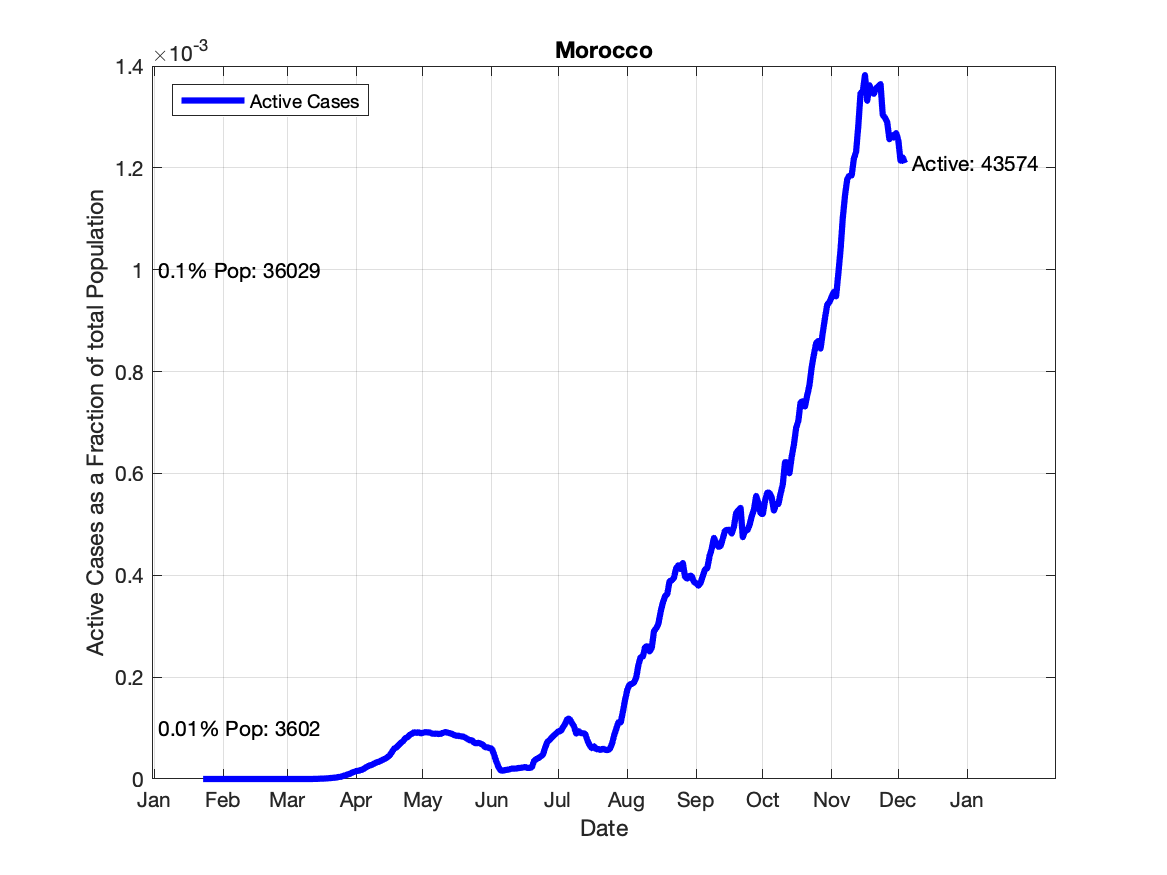 Morocco
×10-3
1.4
1.2
1
0.8
0.6
0.4
0.2
0
Active Cases
Active: 43574
0.1% Pop: 36029
0.01% Pop: 3602
Active Cases as a Fraction of total Population
Jan Feb Mar Apr May Jun Jul Aug Sep Oct Nov Dec Jan
Date